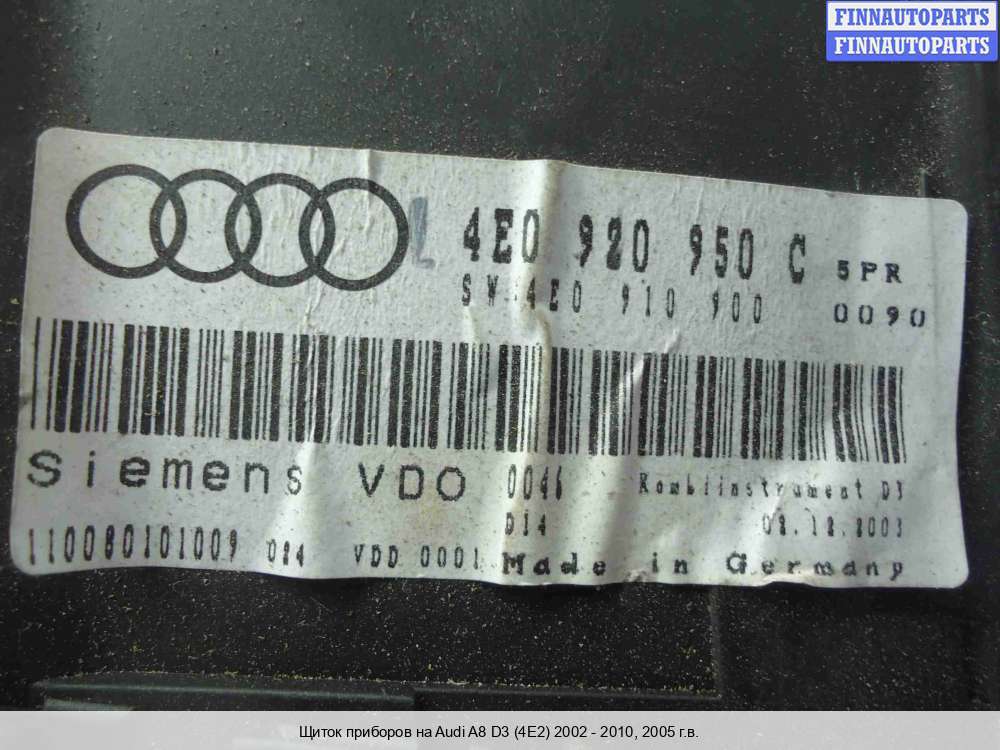 FINNAUTOPARTS
FINNAUTOPARTS
4E0 920 950 C 5PR
SW 4E0 910 900 0090
Siemens VDO 0046 Kombiinstrument D3
D14 08.12.2003
110080101009 024 VDD 0001 Made in Germany
Щиток приборов на Audi A8 D3 (4E2) 2002 - 2010, 2005 г.в.